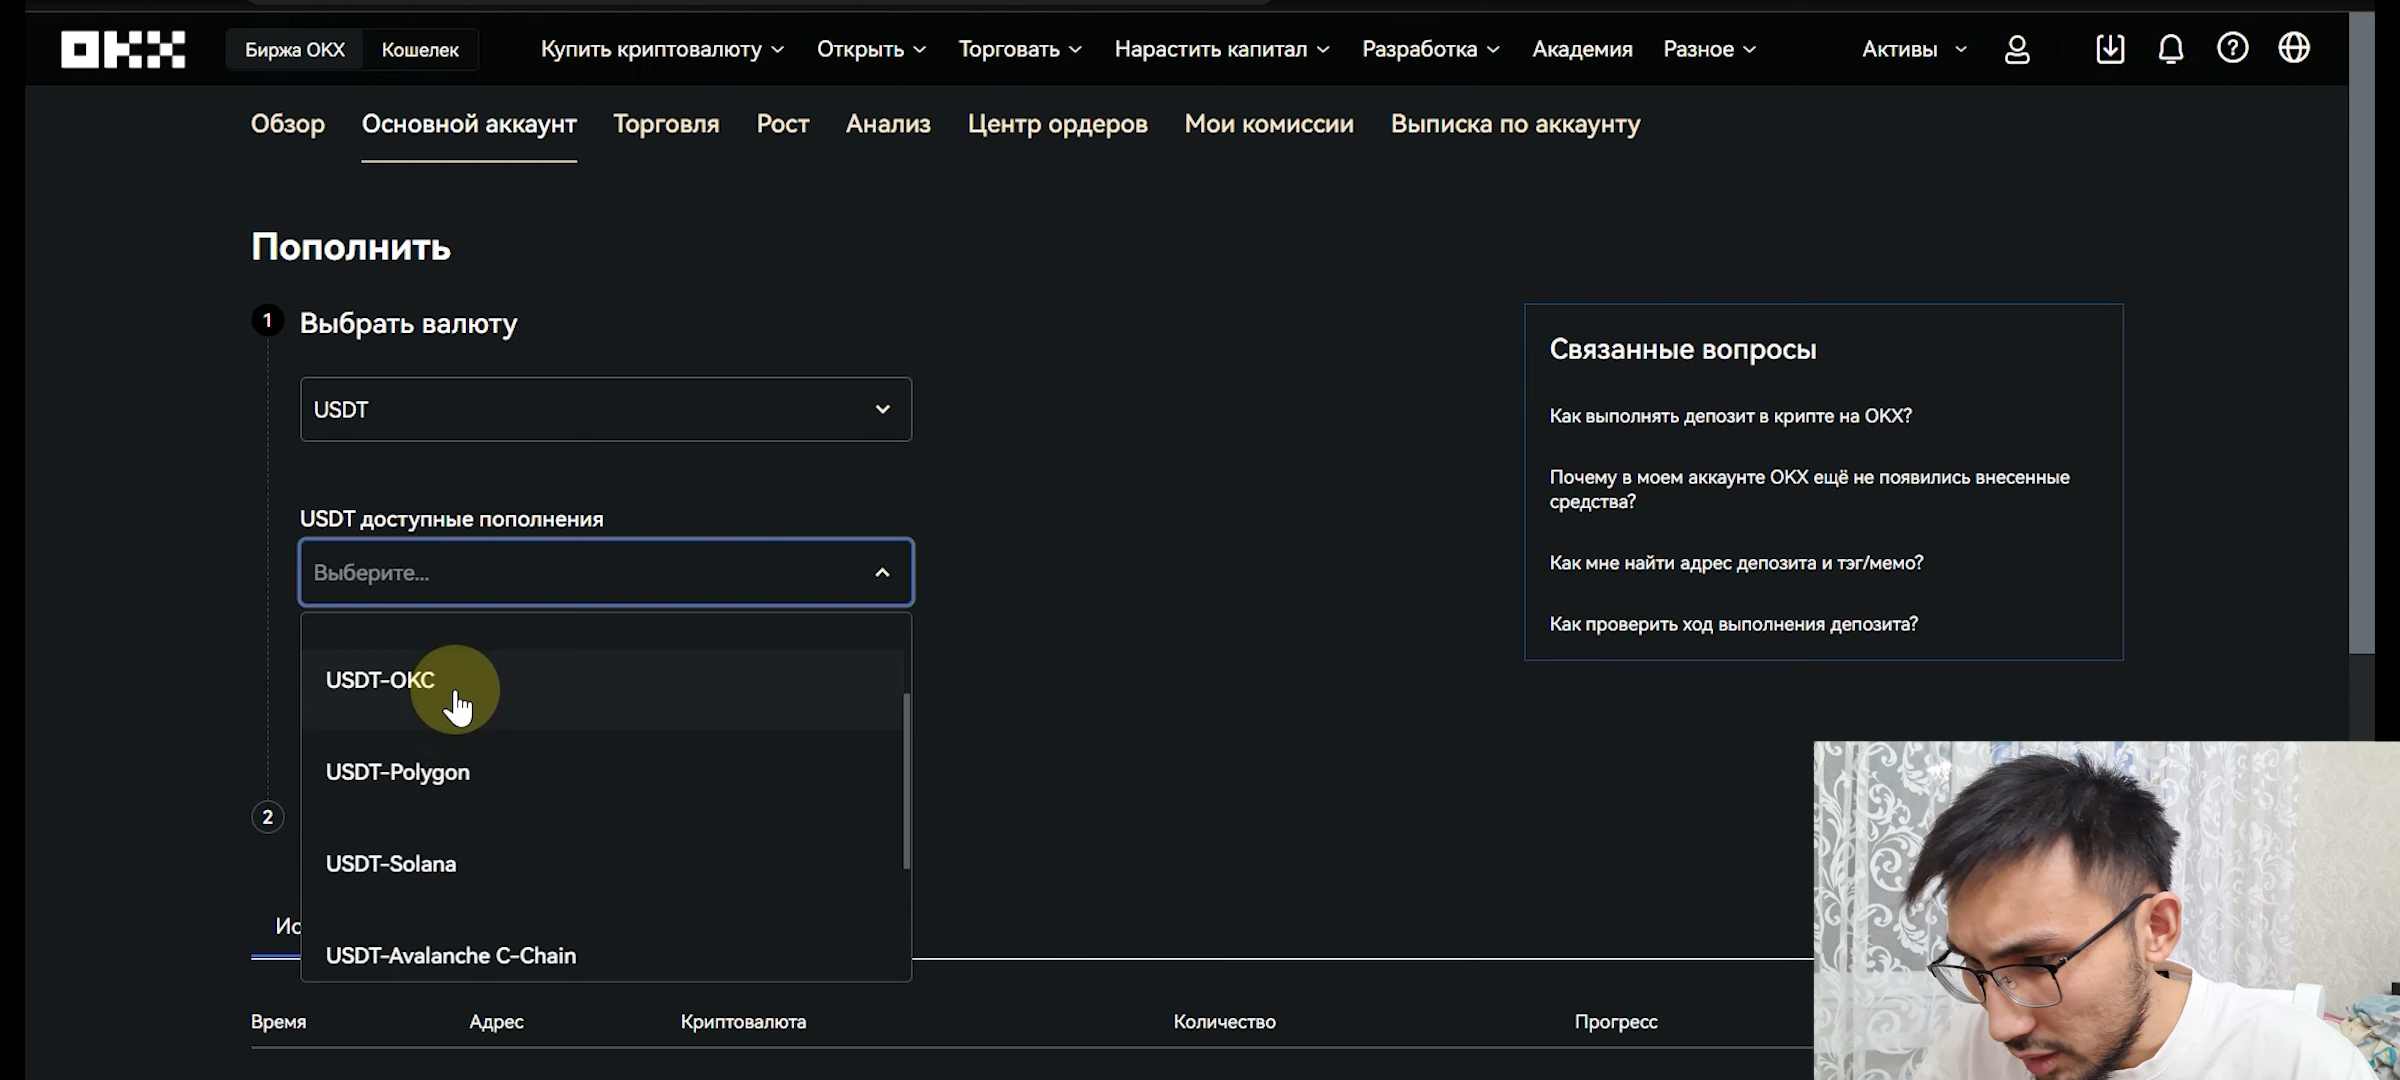 OKX
Биржа OKX
Кошелек
Купить криптовалюту
Открыть
Торговать
Нарастить капитал
Разработка
Академия
Разное
Активы
Обзор
Основной аккаунт
Торговля
Рост
Анализ
Центр ордеров
Мои комиссии
Выписка по аккаунту
Пополнить
1
Выбрать валюту
USDT
USDT доступные пополнения
Выберите...
USDT-OKC
USDT-Polygon
USDT-Solana
USDT-Avalanche C-Chain
2
Ис
Связанные вопросы
Как выполнять депозит в крипте на OKX?
Почему в моем аккаунте OKX ещё не появились внесенные
средства?
Как мне найти адрес депозита и тэг/мемо?
Как проверить ход выполнения депозита?
Время
Адрес
Криптовалюта
Количество
Прогресс